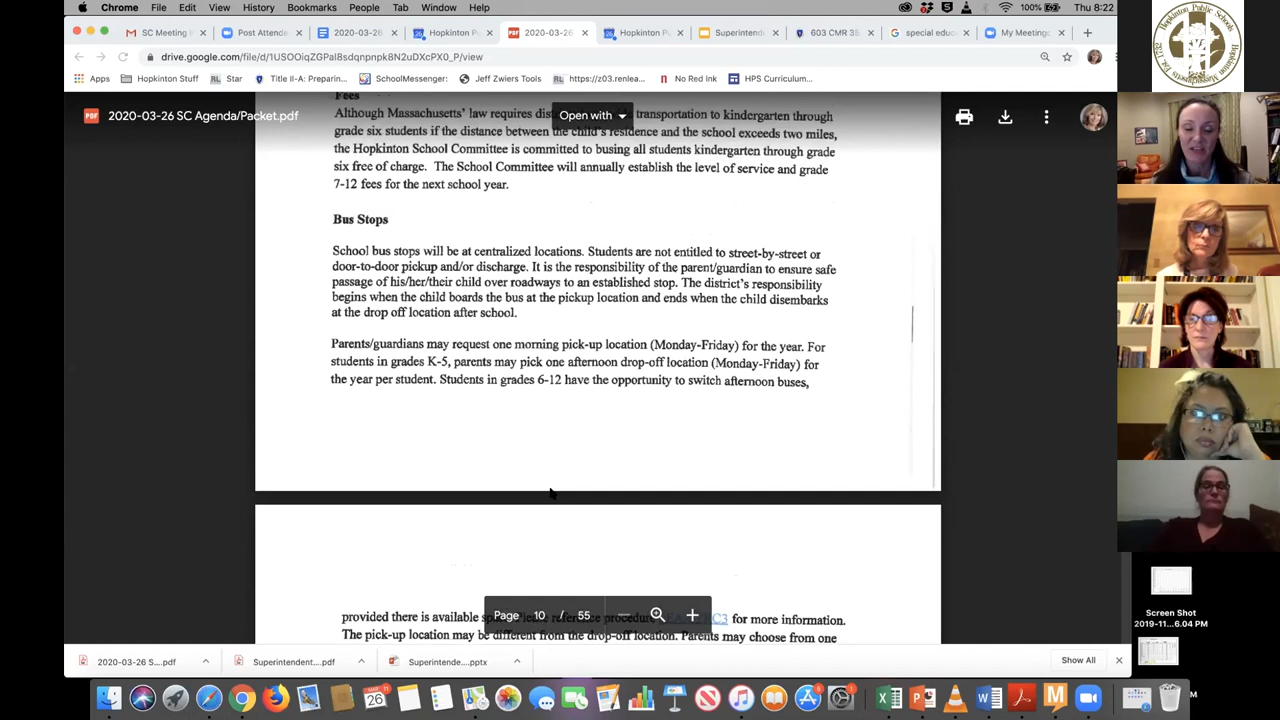 Chrome File Edit View History Bookmarks People Tab Window Help
100%
Thu 8:22
SC Meeting
Post Attende
2020-03-26
Hopkinton P
2020-03-26
Hopkinton P
Superintend
603 CMR 3
special educ
My Meeting
drive.google.com/file/d/1USOOiqZGPaI8sdqnpnpk8N2uDXcPX0_P/view
Apps
Hopkinton Stuff
Star
Title II-A: Preparin...
SchoolMessenger:
Jeff Zwiers Tools
https://z03.renlea...
No Red Ink
HPS Curriculum...
2020-03-26 SC Agenda/Packet.pdf
Open with
Fees
Although Massachusetts' law requires transportation to kindergarten through
grade six students if the distance between the child's residence and the school exceeds two miles,
the Hopkinton School Committee is committed to busing all students kindergarten through grade
six free of charge. The School Committee will annually establish the level of service and grade
7-12 fees for the next school year.
Bus Stops
School bus stops will be at centralized locations. Students are not entitled to street-by-street or
door-to-door pickup and/or discharge. It is the responsibility of the parent/guardian to ensure safe
passage of his/her/their child over roadways to an established stop. The district's responsibility
begins when the child boards the bus at the pickup location and ends when the child disembarks
at the drop off location after school.
Parents/guardians may request one morning pick-up location (Monday-Friday) for the year. For
students in grades K-5, parents may pick one afternoon drop-off location (Monday-Friday) for
the year per student. Students in grades 6-12 have the opportunity to switch afternoon buses,
Page 10 / 55
provided there is available for more information.
The pick-up location may be different from the drop-off location. Parents may choose from one
2020-03-26 S....pdf
Superintendent....pdf
Superintende....pptx
Show All
Hopkinton Public Schools
Screen Shot
2019-11...6.04 PM